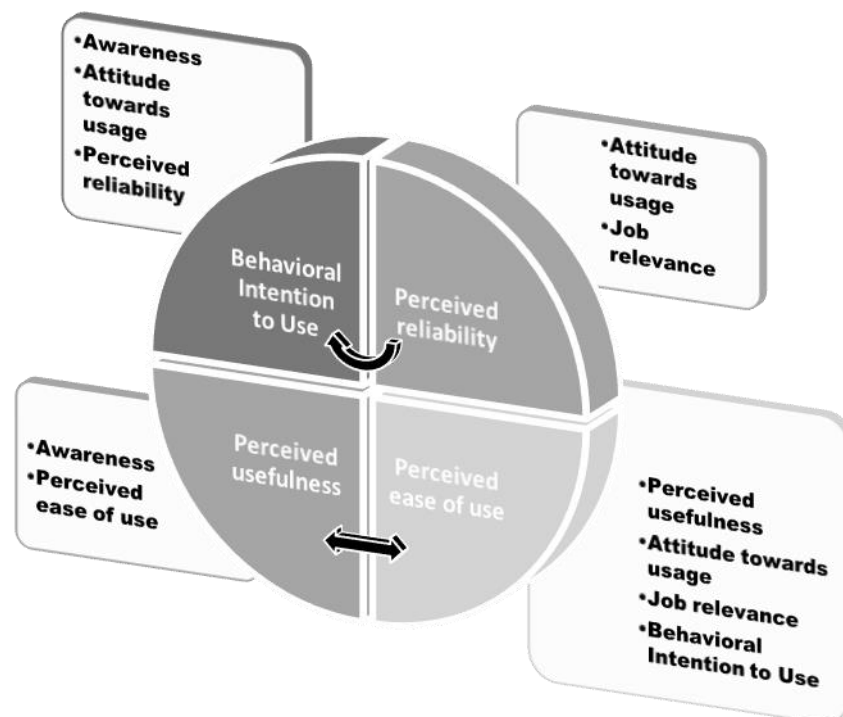 •Awareness
•Attitude
towards
usage
•Perceived
reliability
•Attitude
towards
usage
•Job
relevance
Behavioral
Intention
to Use
Perceived
reliability
Perceived
usefulness
Perceived
ease of use
•Awareness
•Perceived
ease of use
•Perceived
usefulness
•Attitude towards
usage
•Job relevance
•Behavioral
Intention to Use